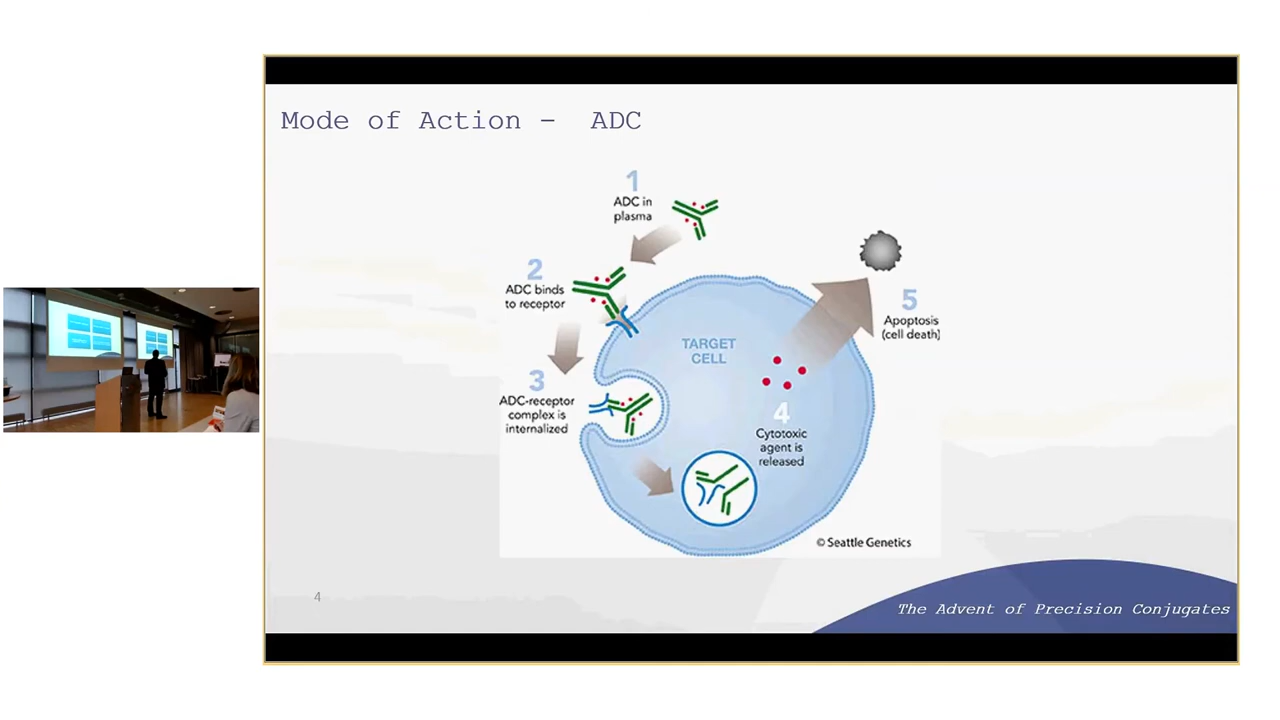 Mode of Action - ADC
1
ADC in
plasma
2
ADC binds
to receptor
3
ADC-receptor
complex is
internalized
TARGET
CELL
4
Cytotoxic
agent is
released
5
Apoptosis
(cell death)
© Seattle Genetics
4
The Advent of Precision Conjugates